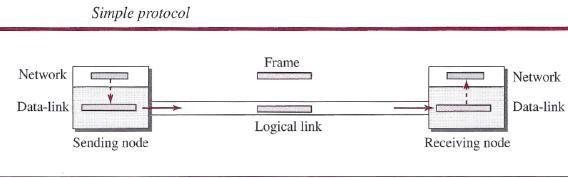 Simple protocol
Frame
Network
Network
Data-link
Data-link
Logical link
Sending node
Receiving node